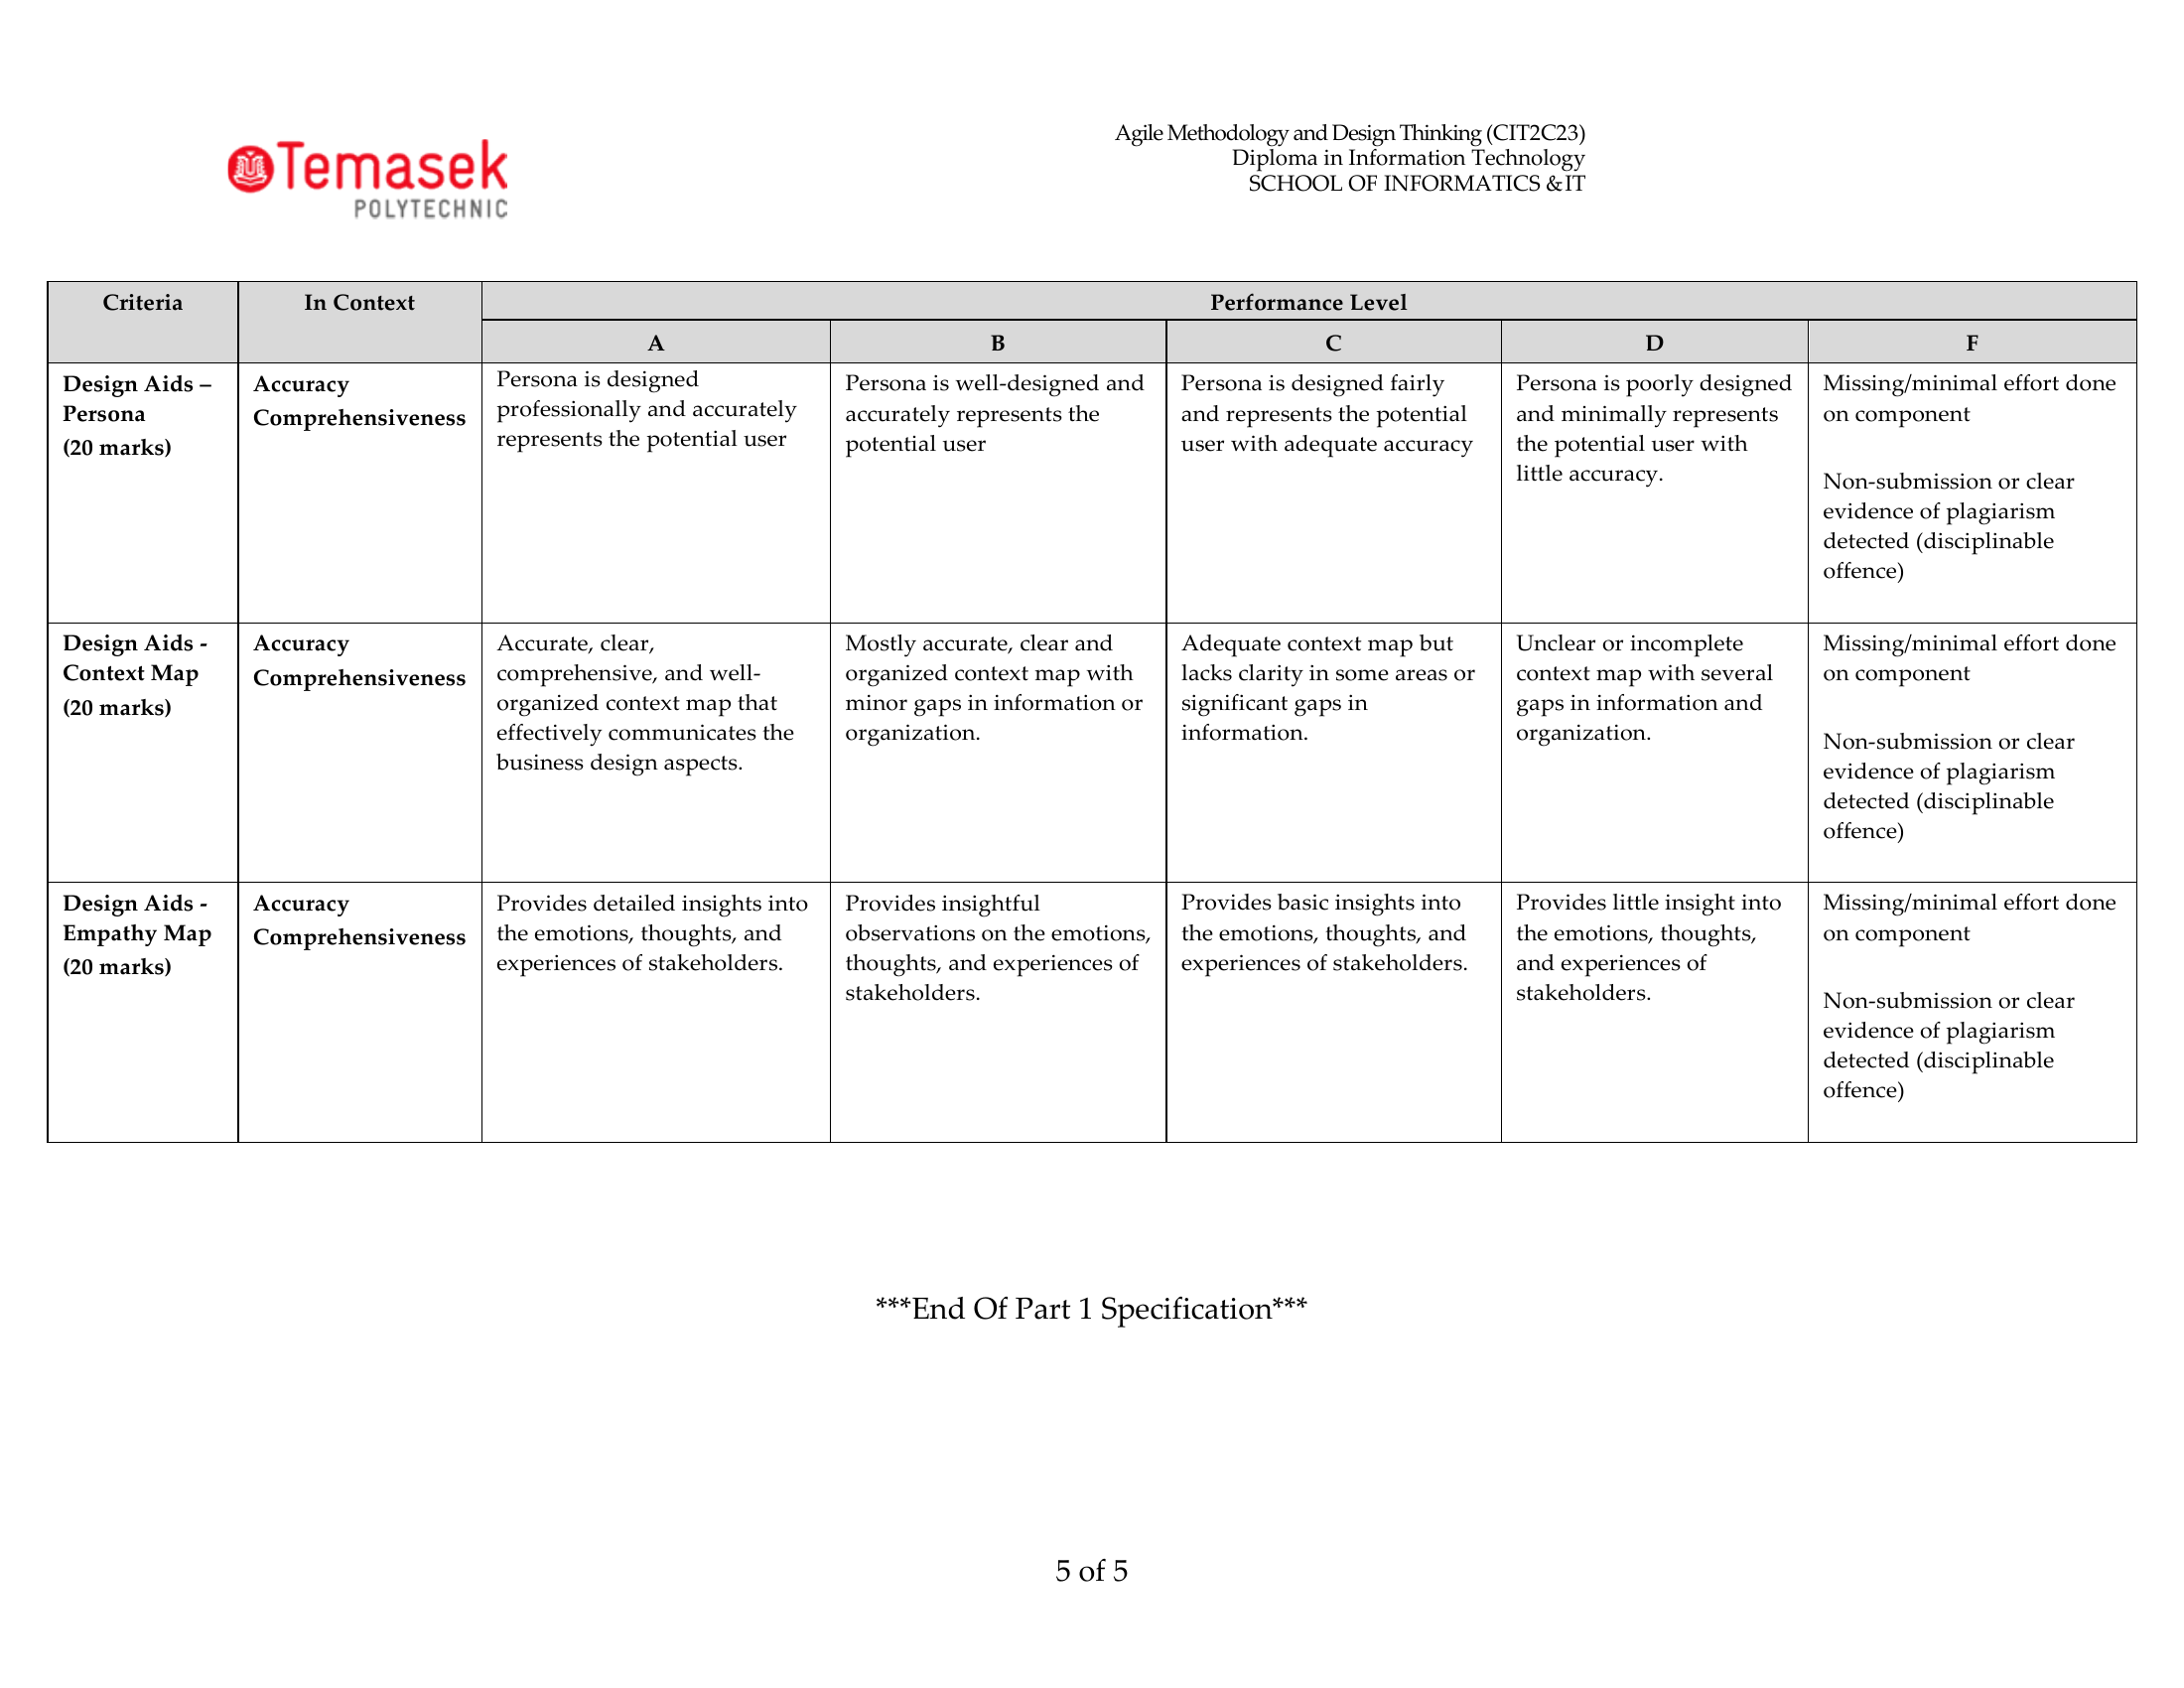 Temasek
POLYTECHNIC
Agile Methodology and Design Thinking (CIT2C23)
Diploma in Information Technology
SCHOOL OF INFORMATICS &IT
Criteria
In Context
Performance Level
A
B
C
D
F
Design Aids –
Persona
(20 marks)
Accuracy
Comprehensiveness
Persona is designed
professionally and accurately
represents the potential user
Persona is well-designed and
accurately represents the
potential user
Persona is designed fairly
and represents the potential
user with adequate accuracy
Persona is poorly designed
and minimally represents
the potential user with
little accuracy.
Missing/minimal effort done
on component
Non-submission or clear
evidence of plagiarism
detected (disciplinable
offence)
Design Aids -
Context Map
(20 marks)
Accuracy
Comprehensiveness
Accurate, clear,
comprehensive, and well-
organized context map that
effectively communicates the
business design aspects.
Mostly accurate, clear and
organized context map with
minor gaps in information or
organization.
Adequate context map but
lacks clarity in some areas or
significant gaps in
information.
Unclear or incomplete
context map with several
gaps in information and
organization.
Missing/minimal effort done
on component
Non-submission or clear
evidence of plagiarism
detected (disciplinable
offence)
Design Aids -
Empathy Map
(20 marks)
Accuracy
Comprehensiveness
Provides detailed insights into
the emotions, thoughts, and
experiences of stakeholders.
Provides insightful
observations on the emotions,
thoughts, and experiences of
stakeholders.
Provides basic insights into
the emotions, thoughts, and
experiences of stakeholders.
Provides little insight into
the emotions, thoughts,
and experiences of
stakeholders.
Missing/minimal effort done
on component
Non-submission or clear
evidence of plagiarism
detected (disciplinable
offence)
***End Of Part 1 Specification***
5 of 5